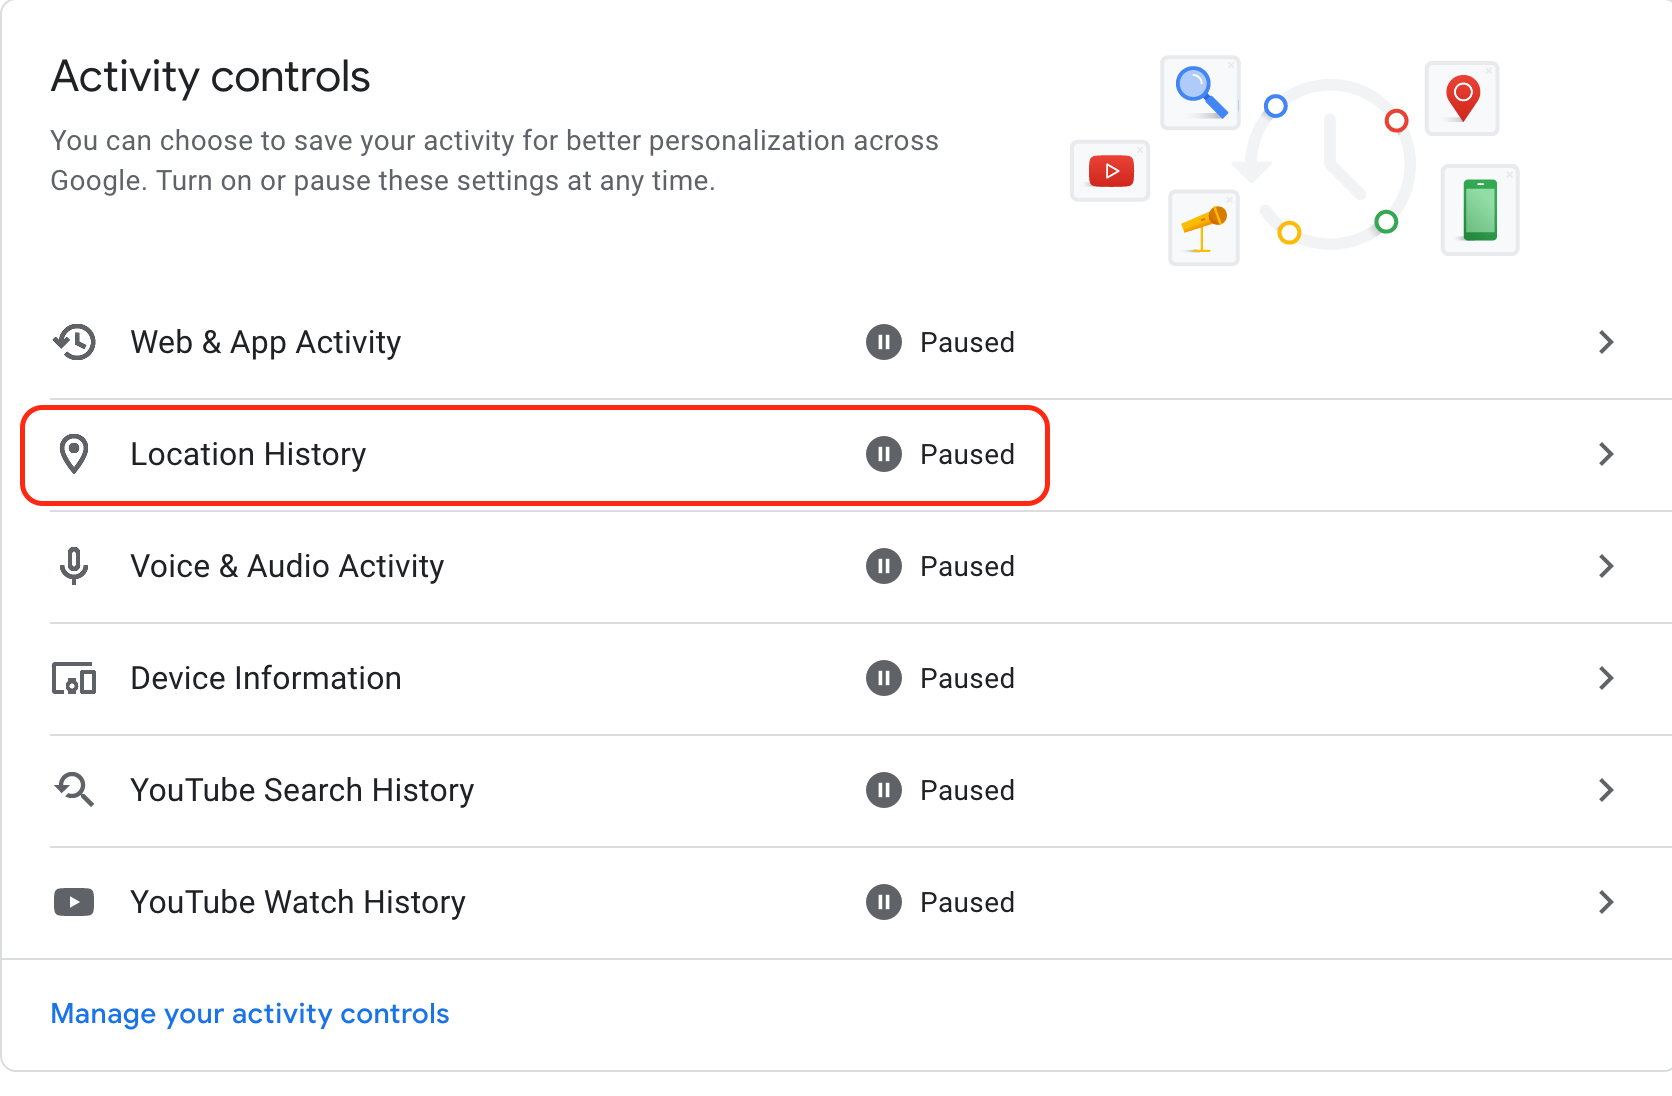 Activity controls
You can choose to save your activity for better personalization across
Google. Turn on or pause these settings at any time.
Web & App Activity Paused
Location History Paused
Voice & Audio Activity Paused
Device Information Paused
YouTube Search History Paused
YouTube Watch History Paused
Manage your activity controls